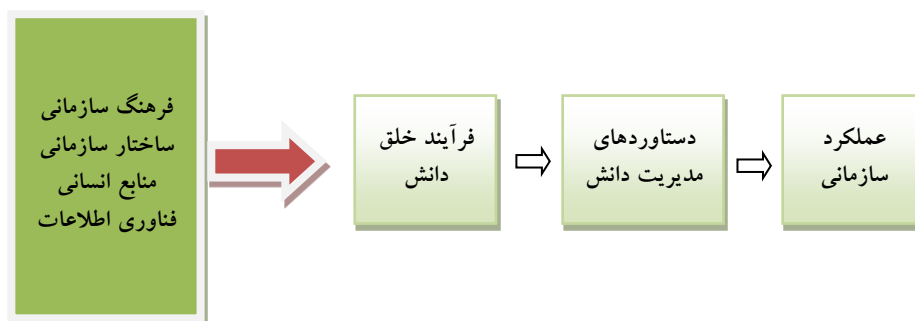 فرهنگ سازمانی
ساختار سازمانی
منابع انسانی
فناوری اطلاعات
فرآیند خلق
دانش
دستاوردهای
مدیریت دانش
عملکرد
سازمانی